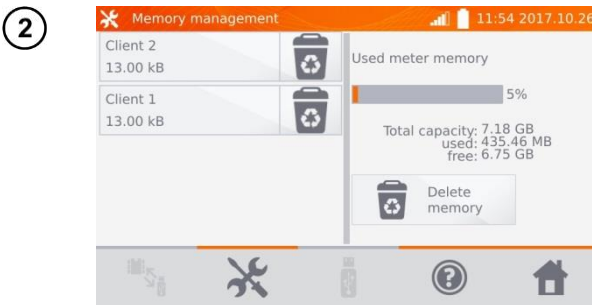 2
Memory management 11:54 2017.10.26
Client 2
13.00 kB
Client 1
13.00 kB
Used meter memory
5%
Total capacity: 7.18 GB
used: 435.46 MB
free: 6.75 GB
Delete
memory
?